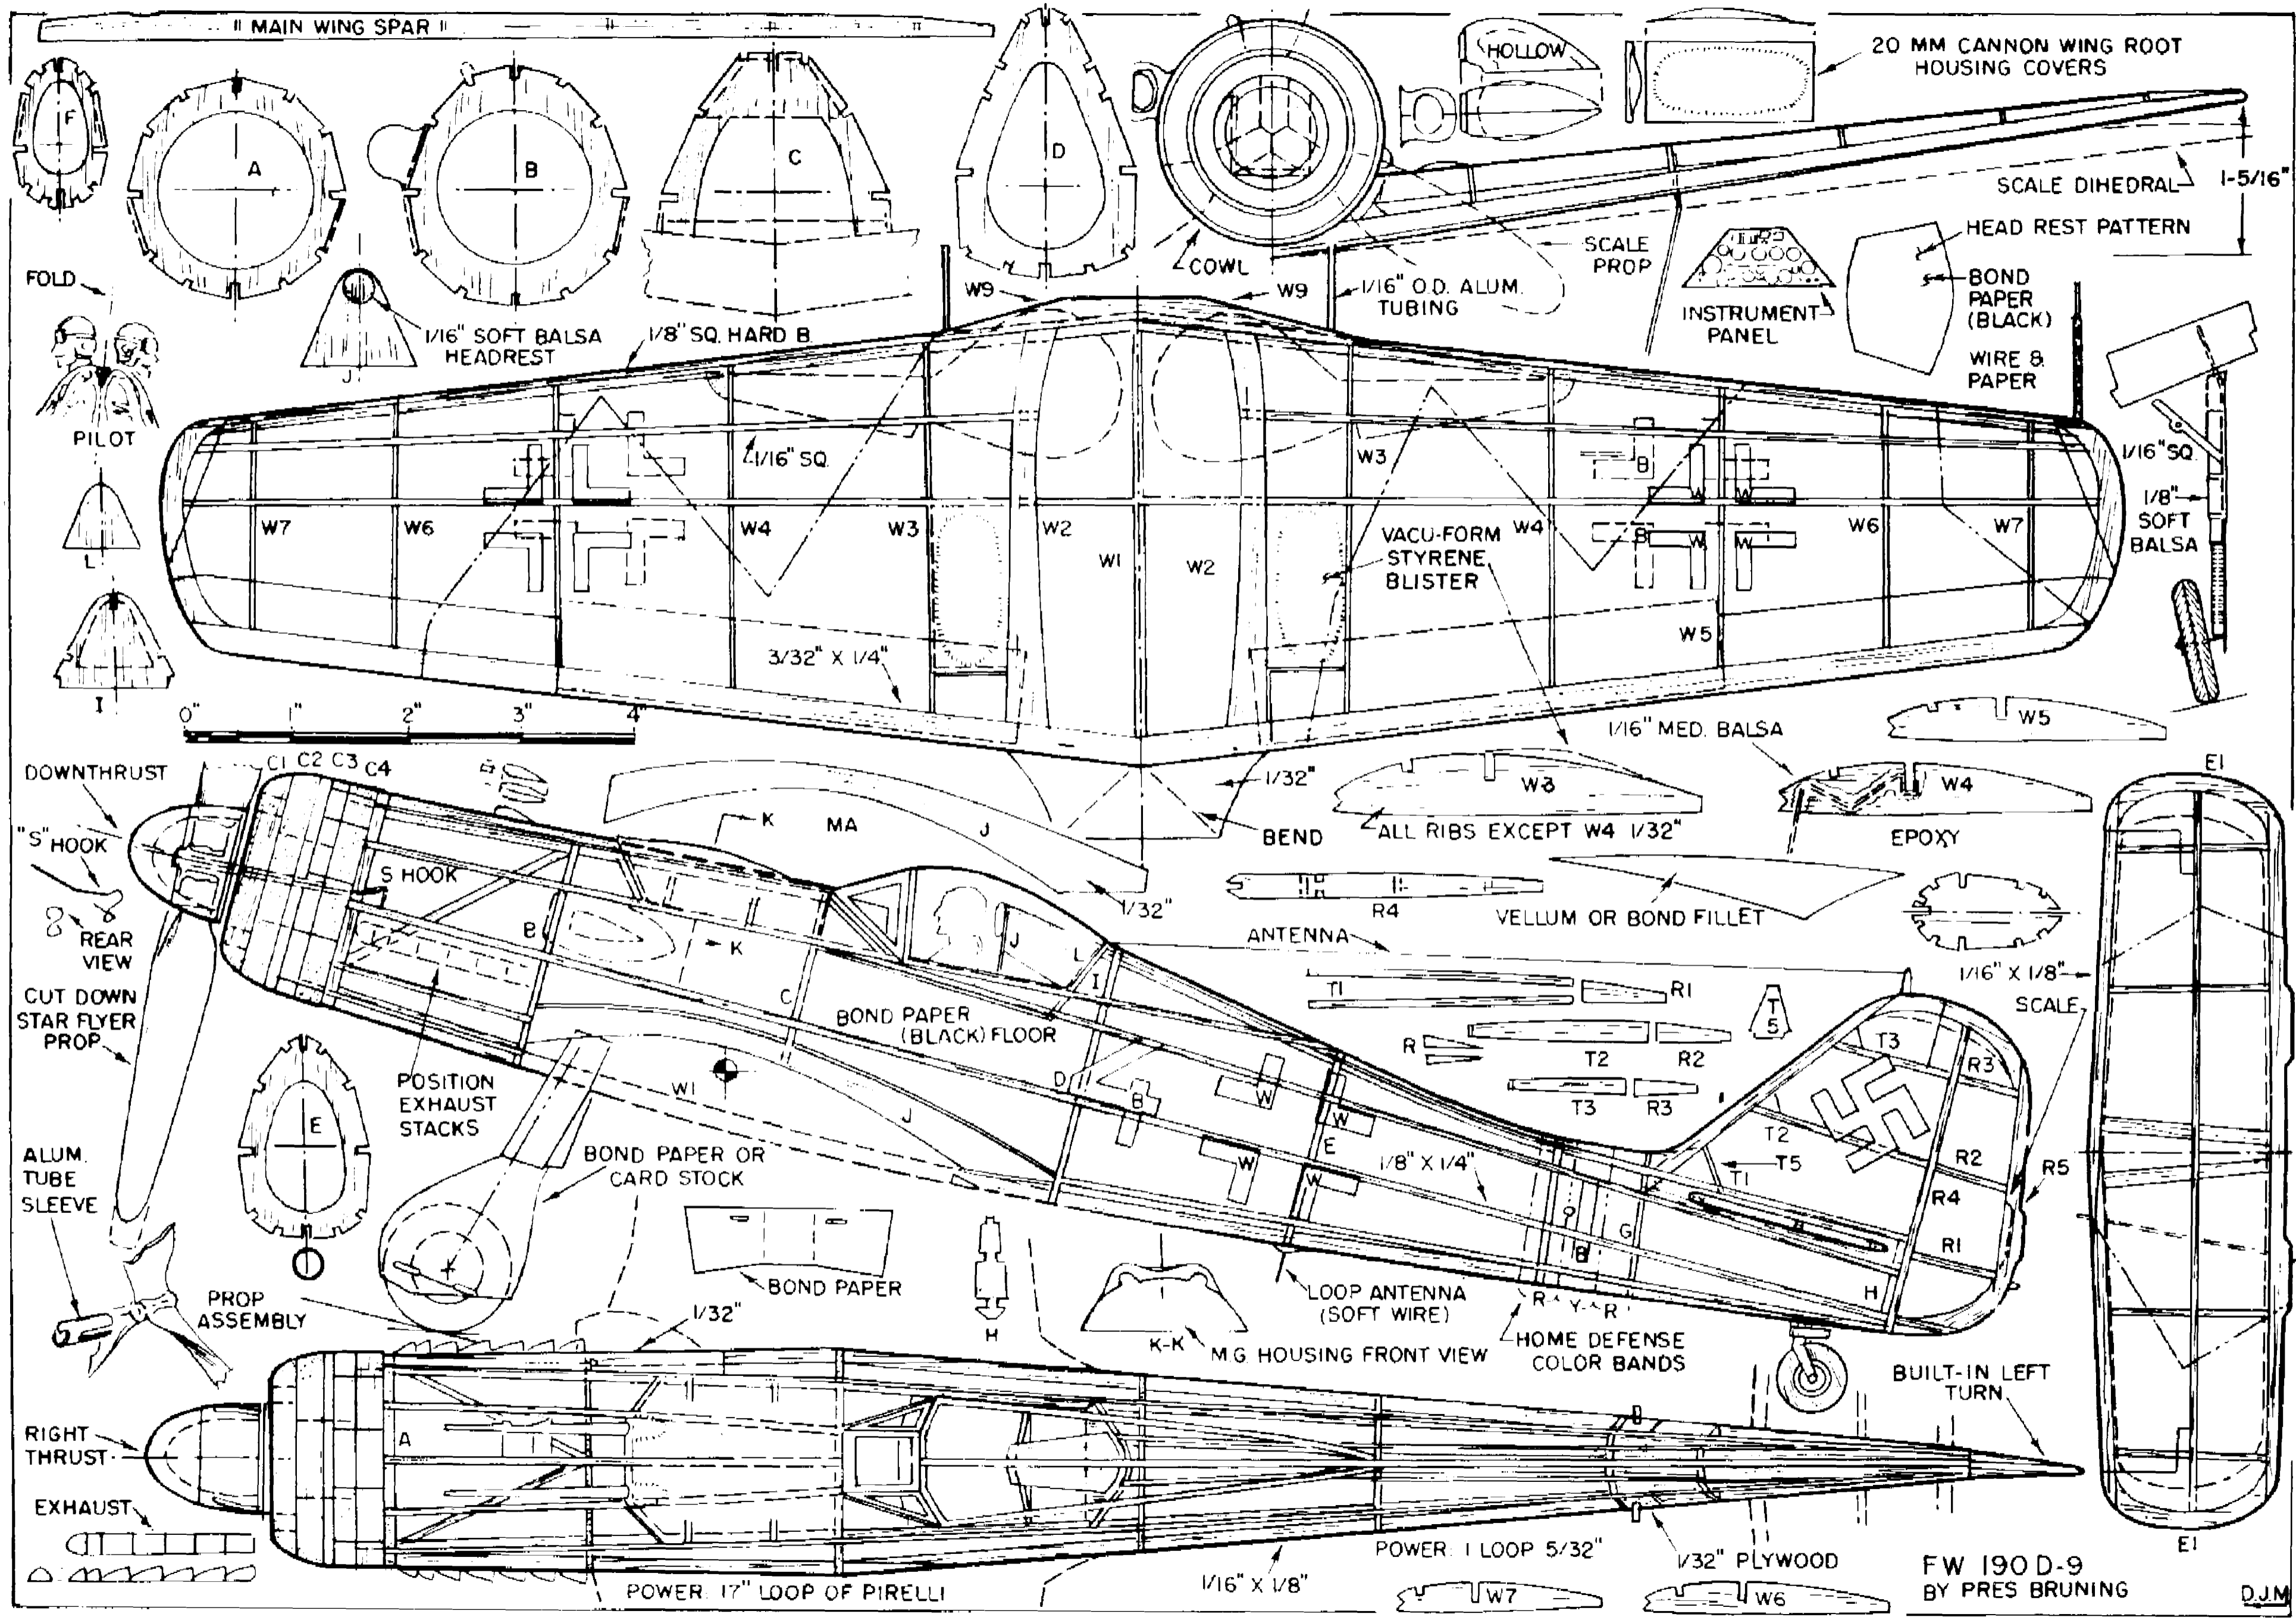 " MAIN WING SPAR "
HOLLOW
20 MM CANNON WING ROOT
HOUSING COVERS
F
A
B
C
D
SCALE DIHEDRAL
1-5/16"
COWL
SCALE
PROP
HEAD REST PATTERN
BOND
PAPER
(BLACK)
INSTRUMENT
PANEL
WIRE &
PAPER
FOLD
PILOT
1/16" SOFT BALSA
HEADREST
J
1/8" SQ. HARD B.
W9
W9
1/16" O.D. ALUM.
TUBING
1/16" SQ.
W3
B
W
W
1/16" SQ
1/8"
SOFT
BALSA
L
W7
W6
W4
W3
W2
W1
W2
VACU-FORM
STYRENE
BLISTER
W4
B
W
W
W6
W7
W5
3/32" X 1/4"
I
0"
1"
2"
3"
4"
1/16" MED. BALSA
W5
DOWNTHRUST
C1 C2 C3 C4
"S" HOOK
S HOOK
REAR
VIEW
K
MA
J
1/32"
BEND
1/32"
W3
ALL RIBS EXCEPT W4 1/32"
W4
EPOXY
E1
R4
VELLUM OR BOND FILLET
ANTENNA
B
K
J
L
I
C
BOND PAPER
(BLACK) FLOOR
CUT DOWN
STAR FLYER
PROP
POSITION
EXHAUST
STACKS
W1
J
D
B
W
W
W
W
E
T1
R1
R
T2
R2
T3
R3
T
5
1/16" X 1/8"
SCALE
T3
R3
T2
R2
T5
T1
R4
R5
R1
H
1/8" X 1/4"
B
G
R Y R
E
ALUM.
TUBE
SLEEVE
BOND PAPER OR
CARD STOCK
BOND PAPER
H
K-K
M.G. HOUSING FRONT VIEW
LOOP ANTENNA
(SOFT WIRE)
HOME DEFENSE
COLOR BANDS
PROP
ASSEMBLY
1/32"
BUILT-IN LEFT
TURN
RIGHT
THRUST
A
EXHAUST
POWER: 17" LOOP OF PIRELLI
1/16" X 1/8"
POWER: 1 LOOP 5/32"
1/32" PLYWOOD
W7
W6
E1
FW 190 D-9
BY PRES BRUNING
D.J.M